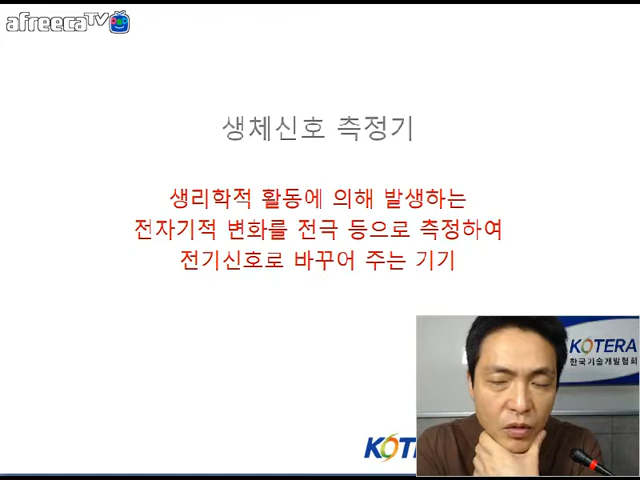 afreecaTV
생체신호 측정기
생리학적 활동에 의해 발생하는
전자기적 변화를 전극 등으로 측정하여
전기신호로 바꾸어 주는 기기
KOTERA
한국기술개발협회
KOT